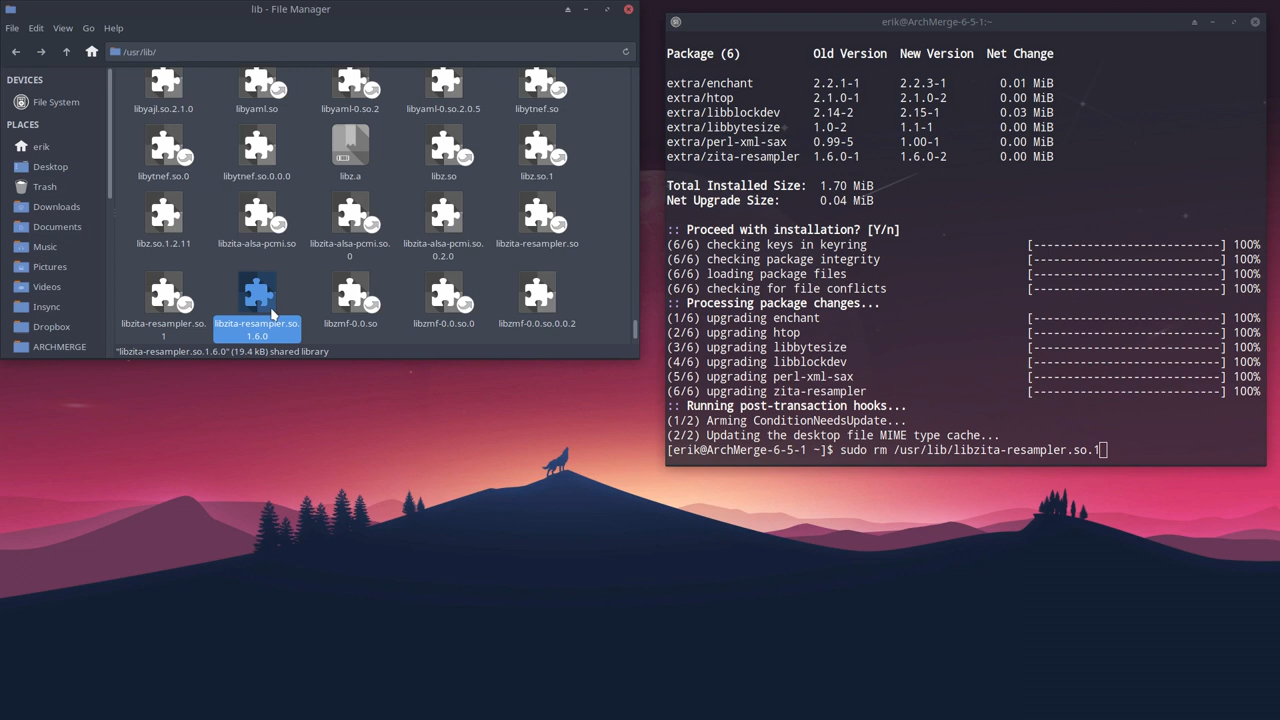 lib - File Manager
File Edit View Go Help
/usr/lib/
DEVICES
File System
PLACES
erik
Desktop
Trash
Downloads
Documents
Music
Pictures
Videos
Insync
Dropbox
ARCHMERGE
libyajl.so.2.1.0 libyaml.so libyaml-0.so.2 libyaml-0.so.2.0.5 libytnef.so
libytnef.so.0 libytnef.so.0.0.0 libz.a libz.so libz.so.1
libz.so.1.2.11 libzita-alsa-pcmi.so libzita-alsa-pcmi.so. libzita-alsa-pcmi.so. libzita-resampler.so
0 0.2.0
libzita-resampler.so. libzita-resampler.so. libzmf-0.0.so libzmf-0.0.so.0 libzmf-0.0.so.0.0.2
1 1.6.0
"libzita-resampler.so.1.6.0" (19.4 kB) shared library
erik@ArchMerge-6-5-1:~
Package (6) Old Version New Version Net Change
extra/enchant 2.2.1-1 2.2.3-1 0.01 MiB
extra/htop 2.1.0-1 2.1.0-2 0.00 MiB
extra/libblockdev 2.14-2 2.15-1 0.03 MiB
extra/libbytesize 1.0-2 1.1-1 0.00 MiB
extra/perl-xml-sax 0.99-5 1.00-1 0.00 MiB
extra/zita-resampler 1.6.0-1 1.6.0-2 0.00 MiB
Total Installed Size: 1.70 MiB
Net Upgrade Size: 0.04 MiB
:: Proceed with installation? [Y/n]
(6/6) checking keys in keyring [--------------------------] 100%
(6/6) checking package integrity [--------------------------] 100%
(6/6) loading package files [--------------------------] 100%
(6/6) checking for file conflicts [--------------------------] 100%
:: Processing package changes...
(1/6) upgrading enchant [--------------------------] 100%
(2/6) upgrading htop [--------------------------] 100%
(3/6) upgrading libbytesize [--------------------------] 100%
(4/6) upgrading libblockdev [--------------------------] 100%
(5/6) upgrading perl-xml-sax [--------------------------] 100%
(6/6) upgrading zita-resampler [--------------------------] 100%
:: Running post-transaction hooks...
(1/2) Arming ConditionNeedsUpdate...
(2/2) Updating the desktop file MIME type cache...
[erik@ArchMerge-6-5-1 ~]$ sudo rm /usr/lib/libzita-resampler.so.1